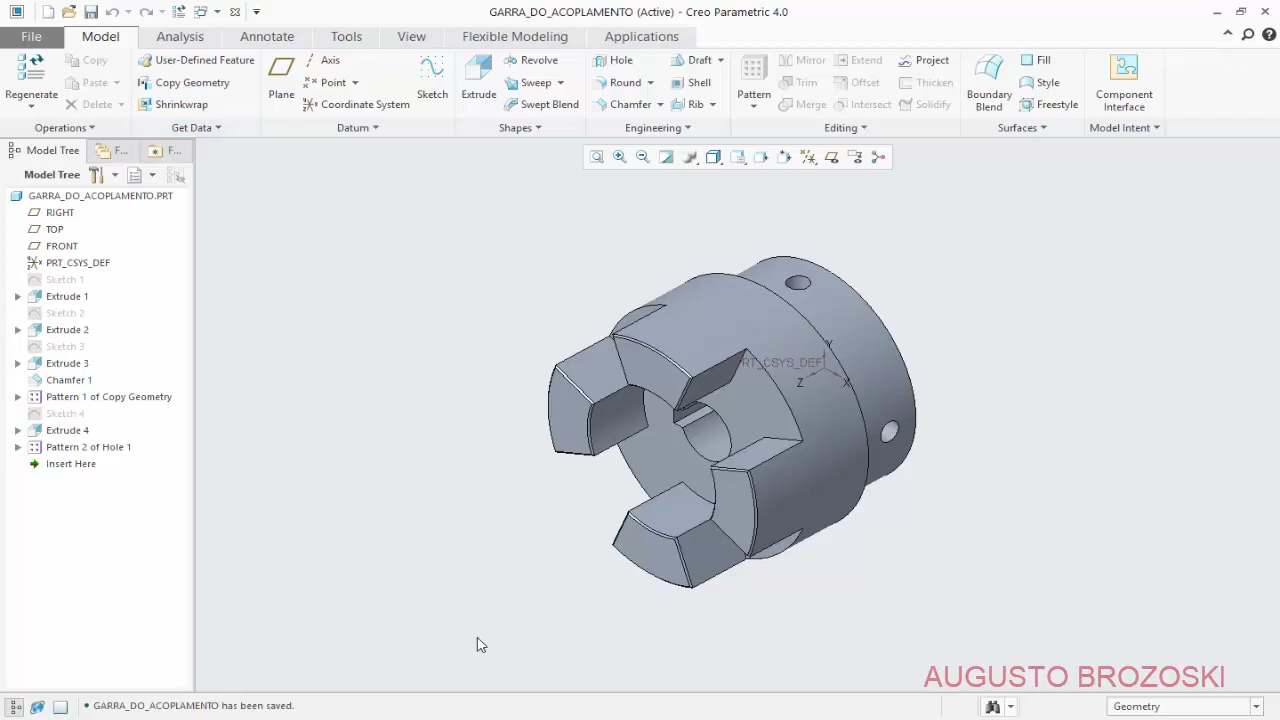 GARRA_DO_ACOPLAMENTO (Active) - Creo Parametric 4.0
File Model Analysis Annotate Tools View Flexible Modeling Applications
Regenerate
Copy
Paste
Delete
Operations
User-Defined Feature
Copy Geometry
Shrinkwrap
Get Data
Plane
Axis
Point
Coordinate System
Sketch
Datum
Extrude
Revolve
Sweep
Swept Blend
Shapes
Hole
Round
Chamfer
Draft
Shell
Rib
Engineering
Pattern
Mirror
Trim
Merge
Extend
Offset
Intersect
Project
Thicken
Solidify
Editing
Boundary
Blend
Fill
Style
Freestyle
Surfaces
Component
Interface
Model Intent
Model Tree F... F...
Model Tree
GARRA_DO_ACOPLAMENTO.PRT
RIGHT
TOP
FRONT
PRT_CSYS_DEF
Sketch 1
Extrude 1
Sketch 2
Extrude 2
Sketch 3
Extrude 3
Chamfer 1
Pattern 1 of Copy Geometry
Sketch 4
Extrude 4
Pattern 2 of Hole 1
Insert Here
Y
RT_CSYS_DEF
Z X
AUGUSTO BROZOSKI
• GARRA_DO_ACOPLAMENTO has been saved.
Geometry